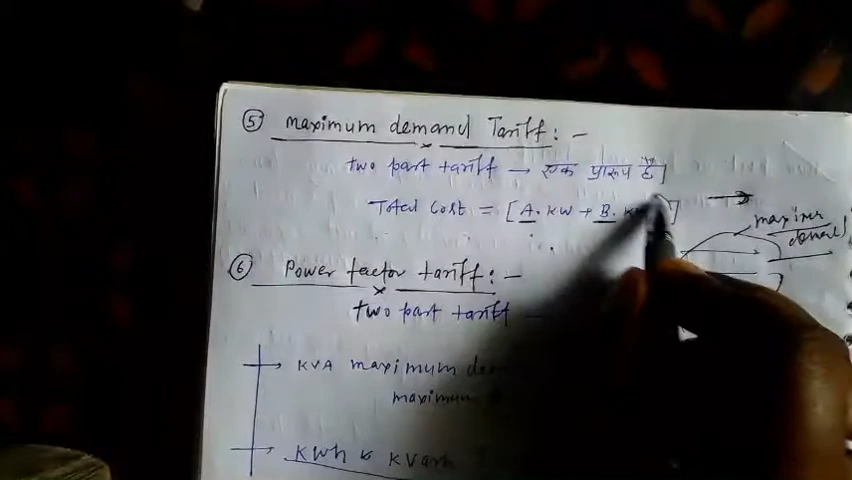 ⑤ maximum demand Tariff : -
two part tariff → एक प्रारूप है]
Total Cost = [A. KW + B. K ]
maximum
demand
⑥ Power factor tariff : -
two part tariff -
KVA maximum de
maximum
KWh & KVarh